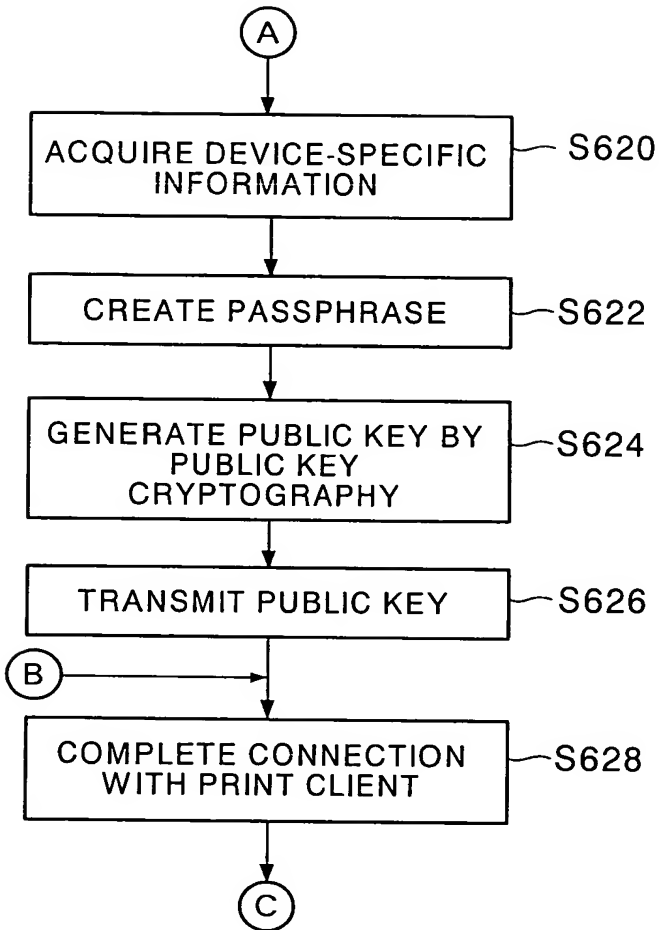 A
ACQUIRE DEVICE-SPECIFIC
INFORMATION
S620
CREATE PASSPHRASE
S622
GENERATE PUBLIC KEY BY
PUBLIC KEY
CRYPTOGRAPHY
S624
TRANSMIT PUBLIC KEY
S626
B
COMPLETE CONNECTION
WITH PRINT CLIENT
S628
C